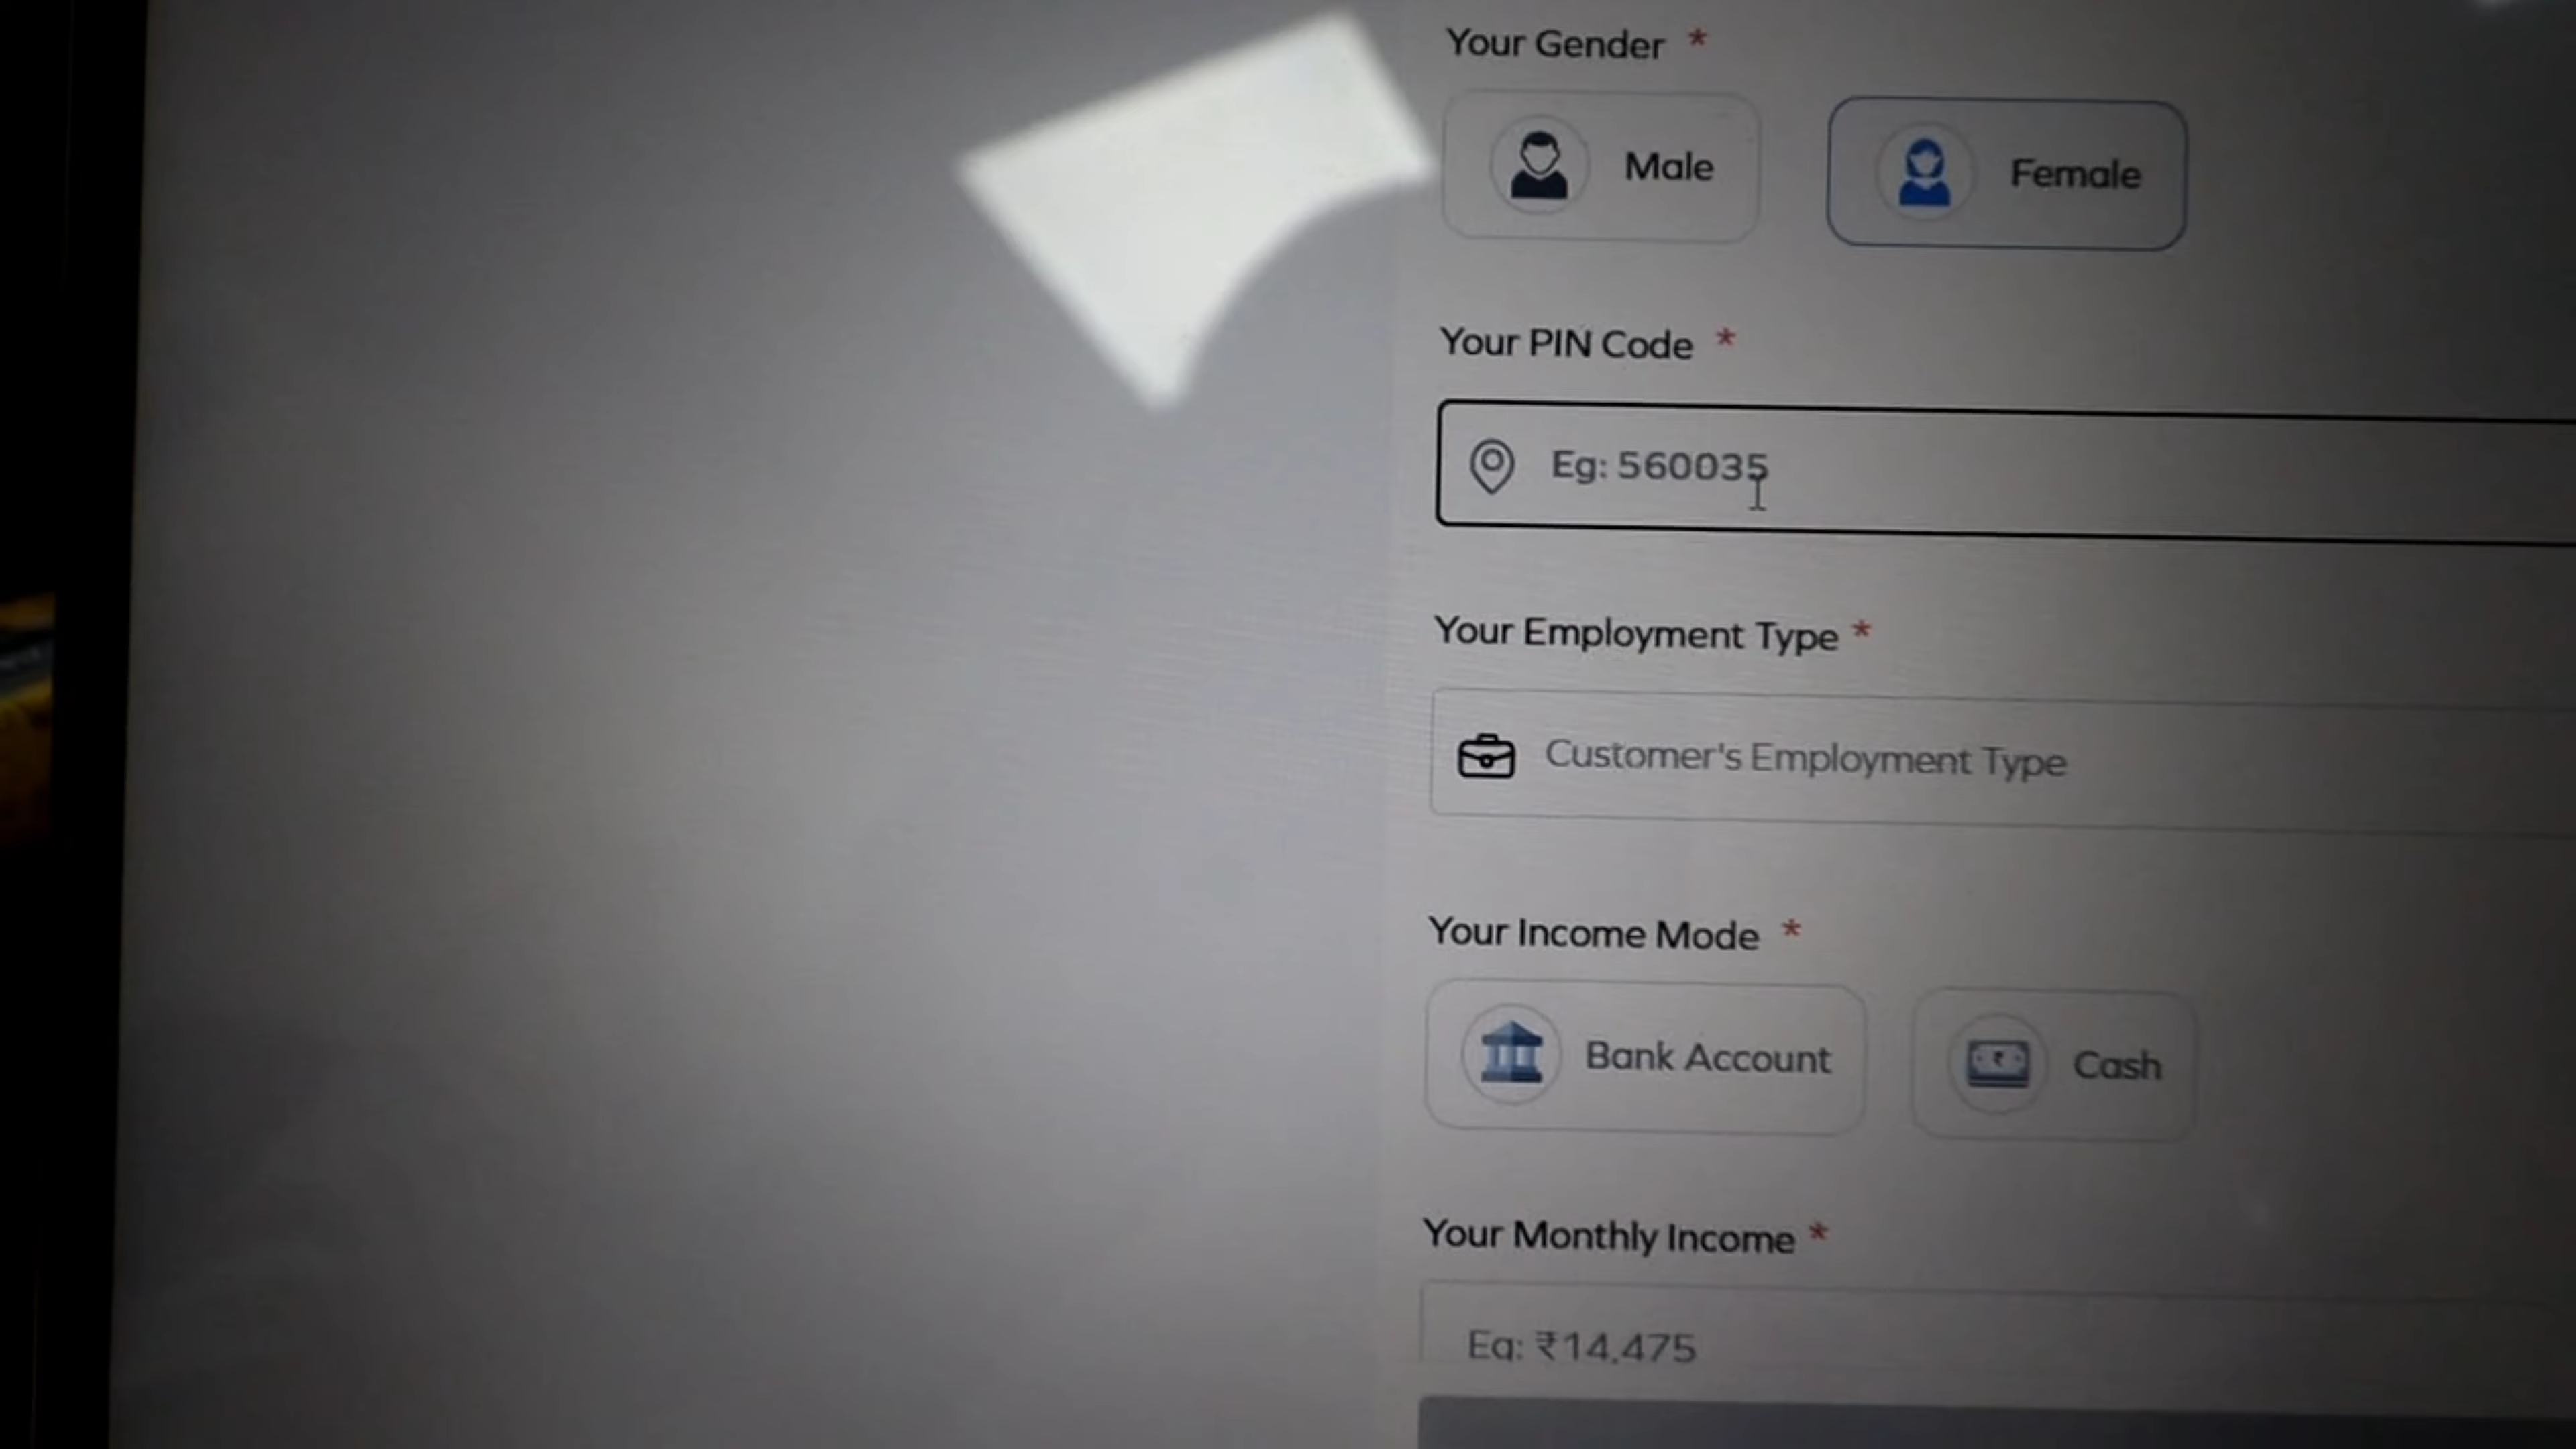 Your Gender *
Male Female
Your PIN Code *
Eg: 560035
Your Employment Type *
Customer's Employment Type
Your Income Mode *
Bank Account Cash
Your Monthly Income *
Eg: ₹14,475